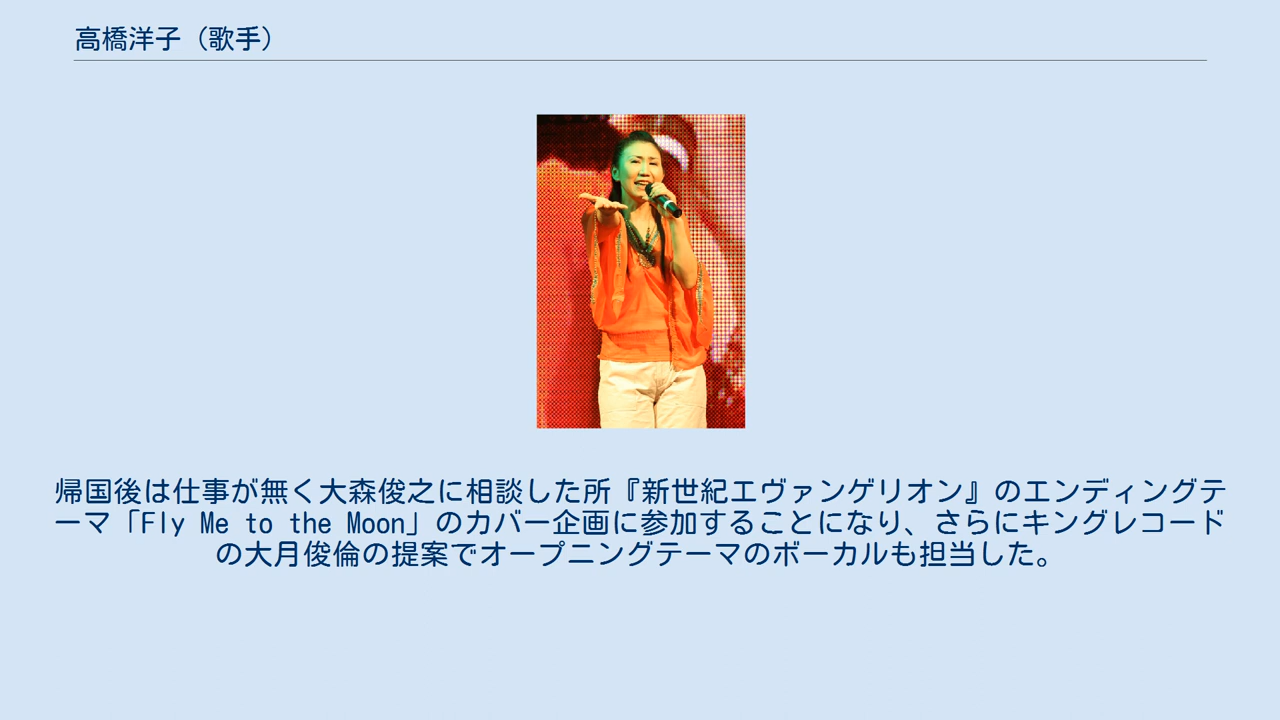 高橋洋子（歌手）
帰国後は仕事が無く大森俊之に相談した所『新世紀エヴァンゲリオン』のエンディングテ
ーマ「Fly Me to the Moon」のカバー企画に参加することになり、さらにキングレコード
の大月俊倫の提案でオープニングテーマのボーカルも担当した。